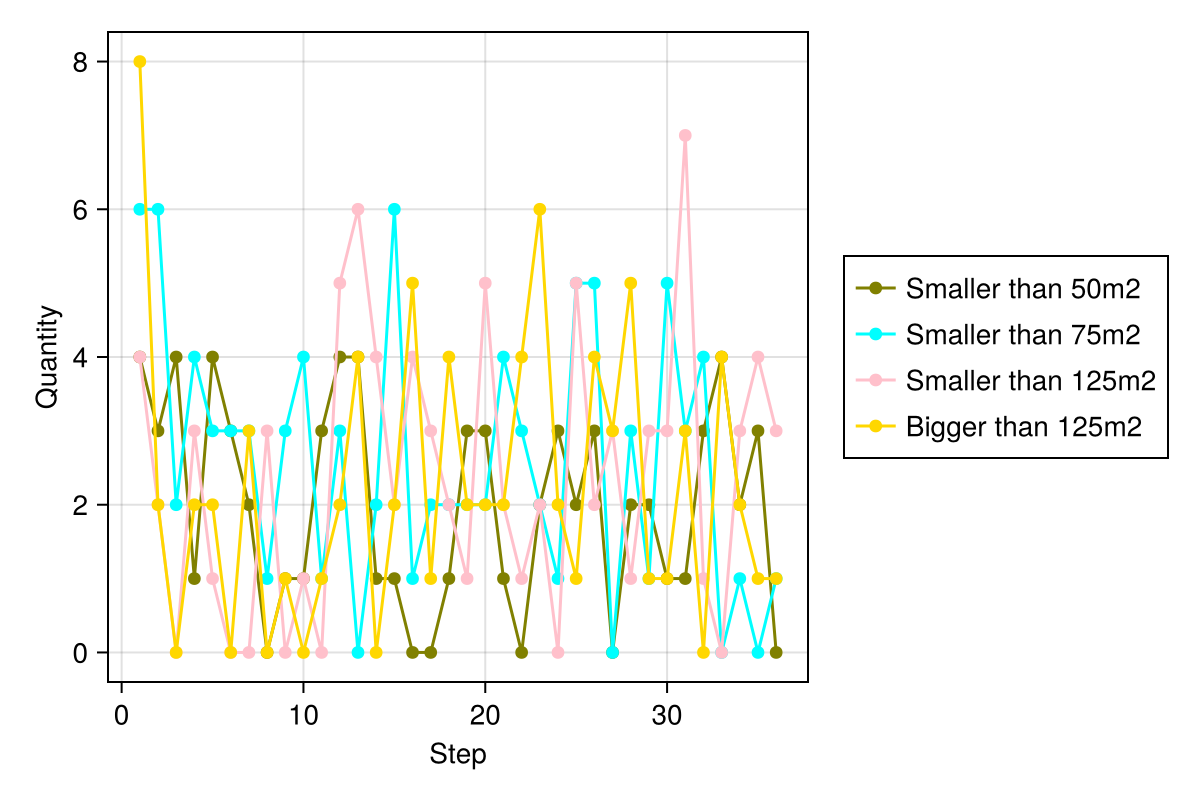 8
6
4
2
0
Quantity
0 10 20 30
Step
Smaller than 50m2
Smaller than 75m2
Smaller than 125m2
Bigger than 125m2